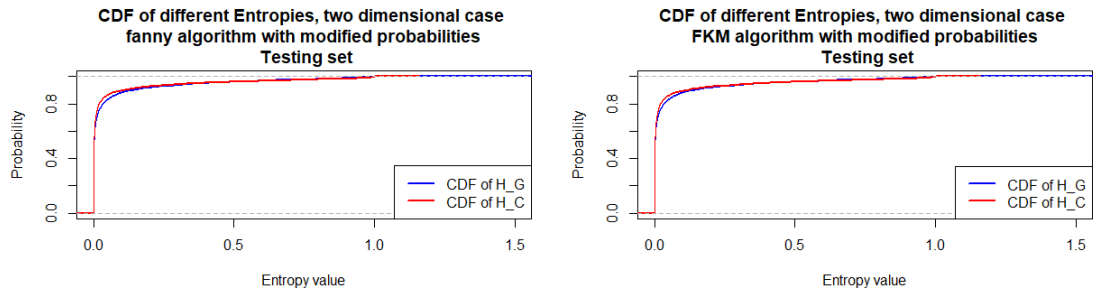 CDF of different Entropies, two dimensional case
fanny algorithm with modified probabilities
Testing set
Probability
0.8
0.4
0.0
CDF of H_G
CDF of H_C
0.0 0.5 1.0 1.5
Entropy value
CDF of different Entropies, two dimensional case
FKM algorithm with modified probabilities
Testing set
Probability
0.8
0.4
0.0
CDF of H_G
CDF of H_C
0.0 0.5 1.0 1.5
Entropy value